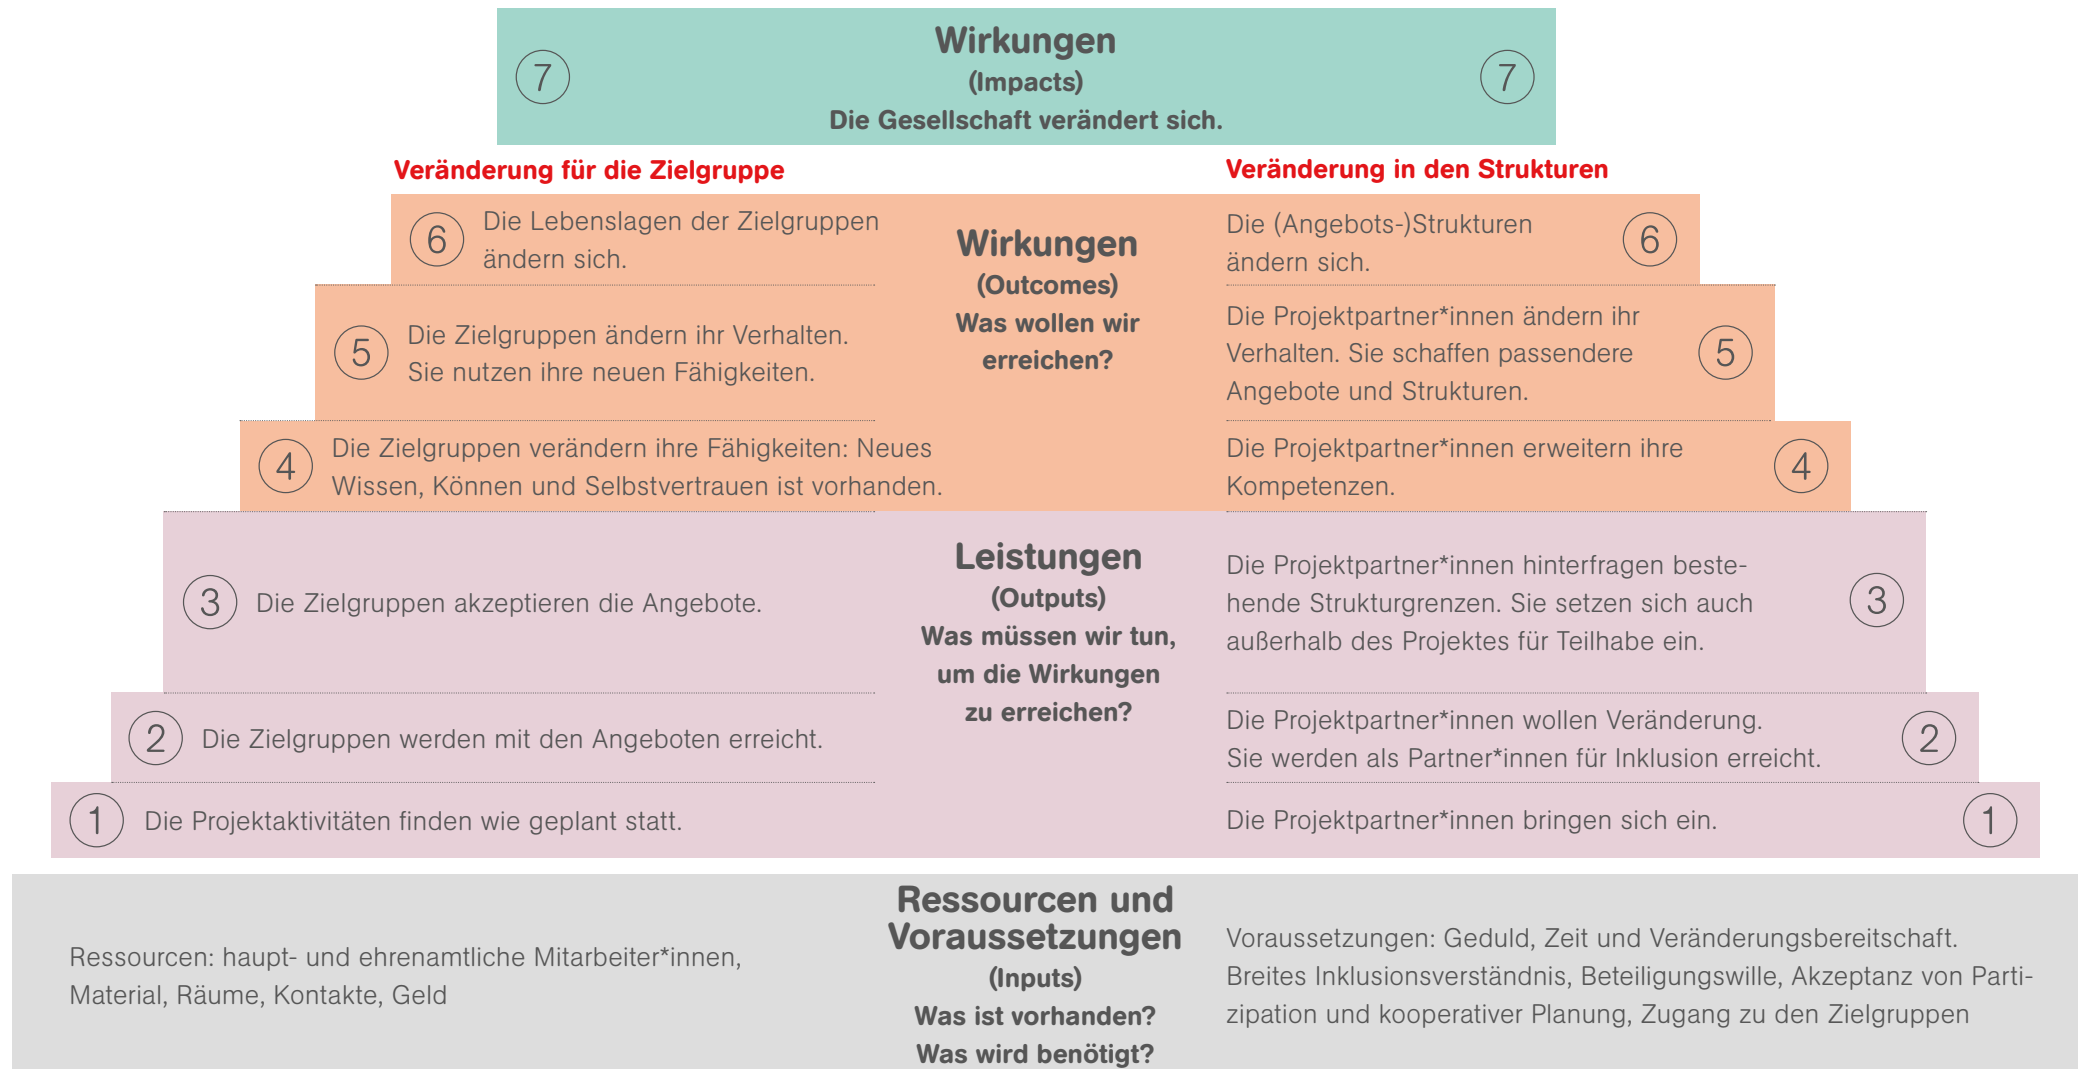 7
Wirkungen
(Impacts)
Die Gesellschaft verändert sich.
7
Veränderung für die Zielgruppe
Veränderung in den Strukturen
6
Die Lebenslagen der Zielgruppen
ändern sich.
5
Die Zielgruppen ändern ihr Verhalten.
Sie nutzen ihre neuen Fähigkeiten.
4
Die Zielgruppen verändern ihre Fähigkeiten: Neues
Wissen, Können und Selbstvertrauen ist vorhanden.
Wirkungen
(Outcomes)
Was wollen wir
erreichen?
Die (Angebots-)Strukturen
ändern sich.
6
Die Projektpartner*innen ändern ihr
Verhalten. Sie schaffen passendere
Angebote und Strukturen.
5
Die Projektpartner*innen erweitern ihre
Kompetenzen.
4
3
Die Zielgruppen akzeptieren die Angebote.
2
Die Zielgruppen werden mit den Angeboten erreicht.
1
Die Projektaktivitäten finden wie geplant statt.
Leistungen
(Outputs)
Was müssen wir tun,
um die Wirkungen
zu erreichen?
Die Projektpartner*innen hinterfragen beste-
hende Strukturgrenzen. Sie setzen sich auch
außerhalb des Projektes für Teilhabe ein.
3
Die Projektpartner*innen wollen Veränderung.
Sie werden als Partner*innen für Inklusion erreicht.
2
Die Projektpartner*innen bringen sich ein.
1
Ressourcen: haupt- und ehrenamtliche Mitarbeiter*innen,
Material, Räume, Kontakte, Geld
Ressourcen und
Voraussetzungen
(Inputs)
Was ist vorhanden?
Was wird benötigt?
Voraussetzungen: Geduld, Zeit und Veränderungsbereitschaft.
Breites Inklusionsverständnis, Beteiligungswille, Akzeptanz von Parti-
zipation und kooperativer Planung, Zugang zu den Zielgruppen